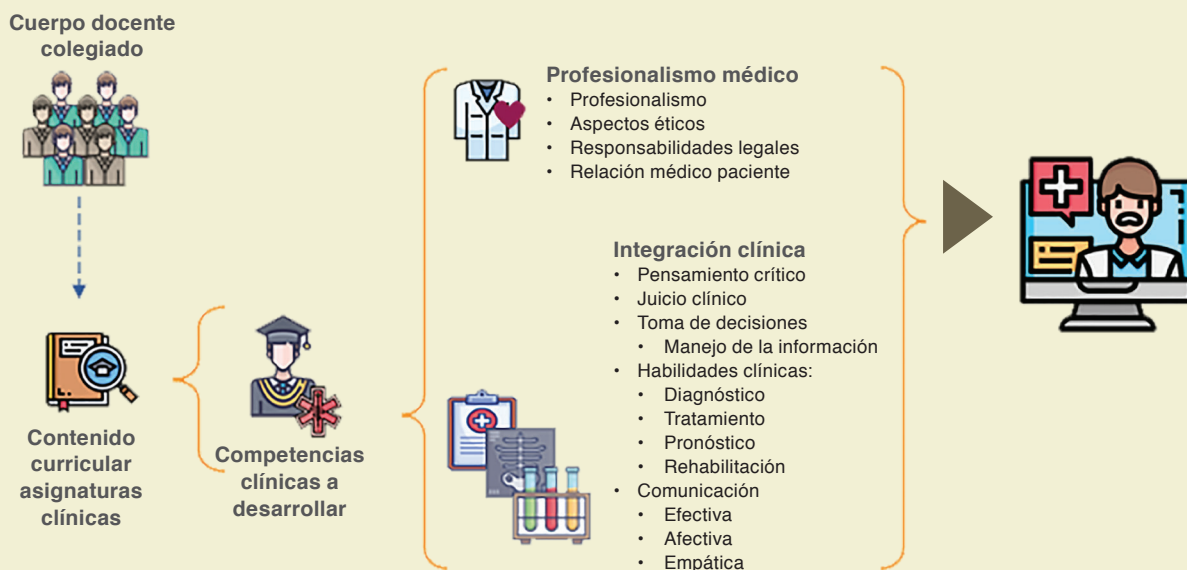 Cuerpo docente
colegiado
Contenido
curricular
asignaturas
clínicas
Competencias
clínicas a
desarrollar
Profesionalismo médico
• Profesionalismo
• Aspectos éticos
• Responsabilidades legales
• Relación médico paciente
Integración clínica
• Pensamiento crítico
• Juicio clínico
• Toma de decisiones
• Manejo de la información
• Habilidades clínicas:
• Diagnóstico
• Tratamiento
• Pronóstico
• Rehabilitación
• Comunicación
• Efectiva
• Afectiva
• Empática